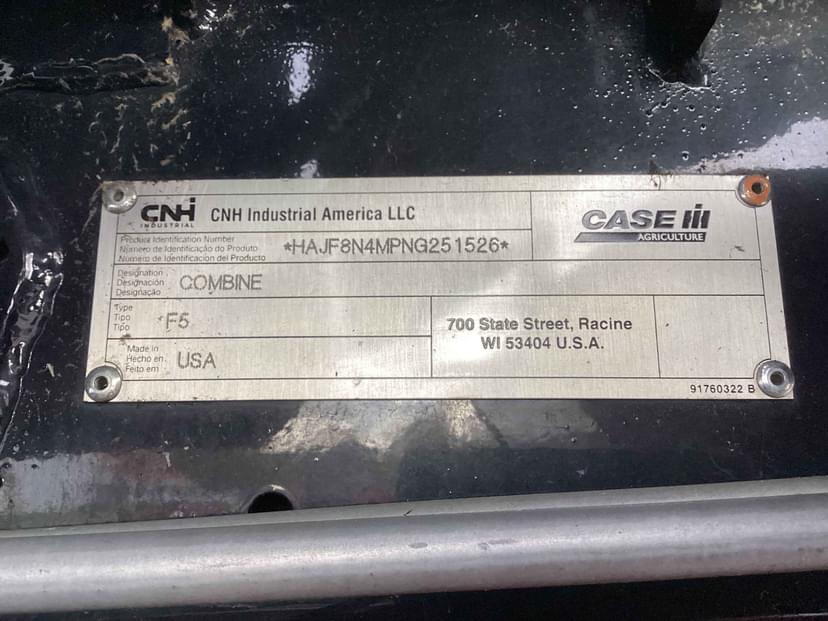 CNH INDUSTRIAL CNH Industrial America LLC
CASE IH
AGRICULTURE
Product Identification Number
Número de Identificação do Produto
Numero de Identificacion del Producto
*HAJF8N4MPNG251526*
Designation
Designación
Designação
COMBINE
Type
Tipo
Tipo
F5
700 State Street, Racine
WI 53404 U.S.A.
Made in
Hecho en
Feito em
USA
91760322 B